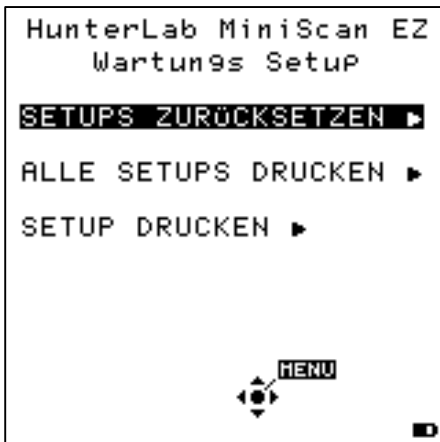 HunterLab MiniScan EZ
Wartungs Setup
SETUPS ZURÜCKSETZEN ▶
ALLE SETUPS DRUCKEN ▶
SETUP DRUCKEN ▶
MENU